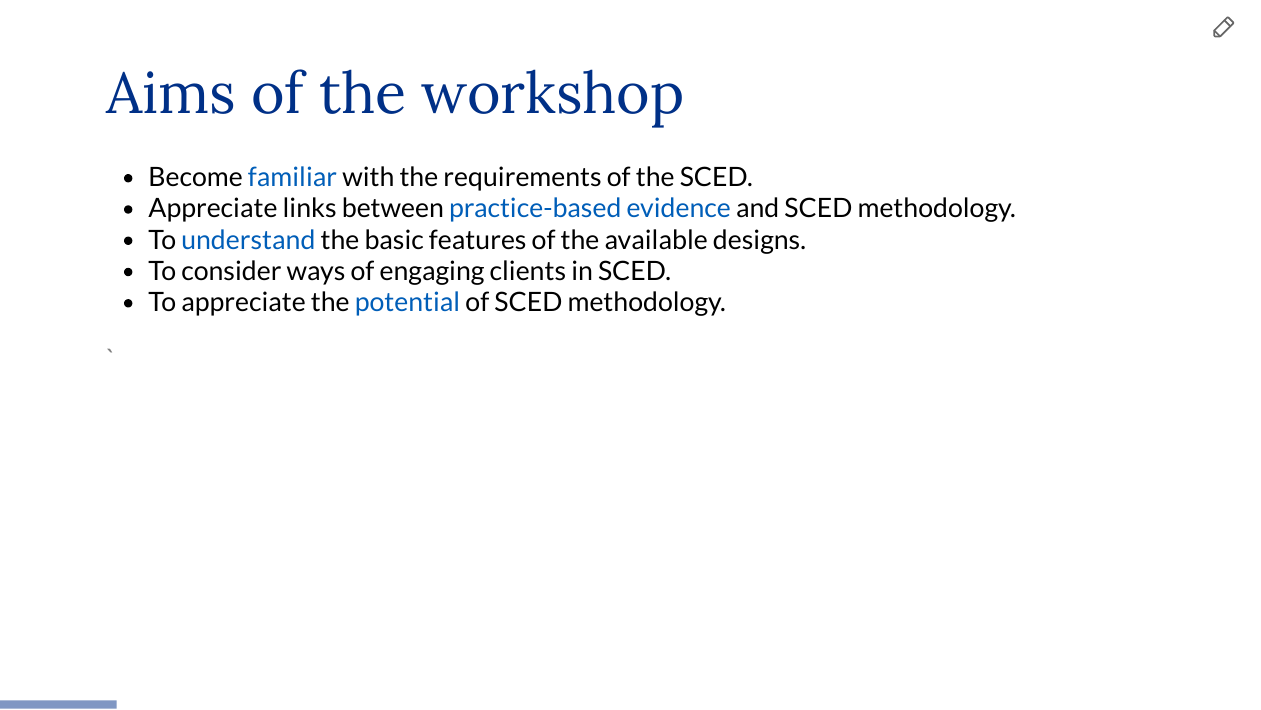 Aims of the workshop
• Become familiar with the requirements of the SCED.
• Appreciate links between practice-based evidence and SCED methodology.
• To understand the basic features of the available designs.
• To consider ways of engaging clients in SCED.
• To appreciate the potential of SCED methodology.
`